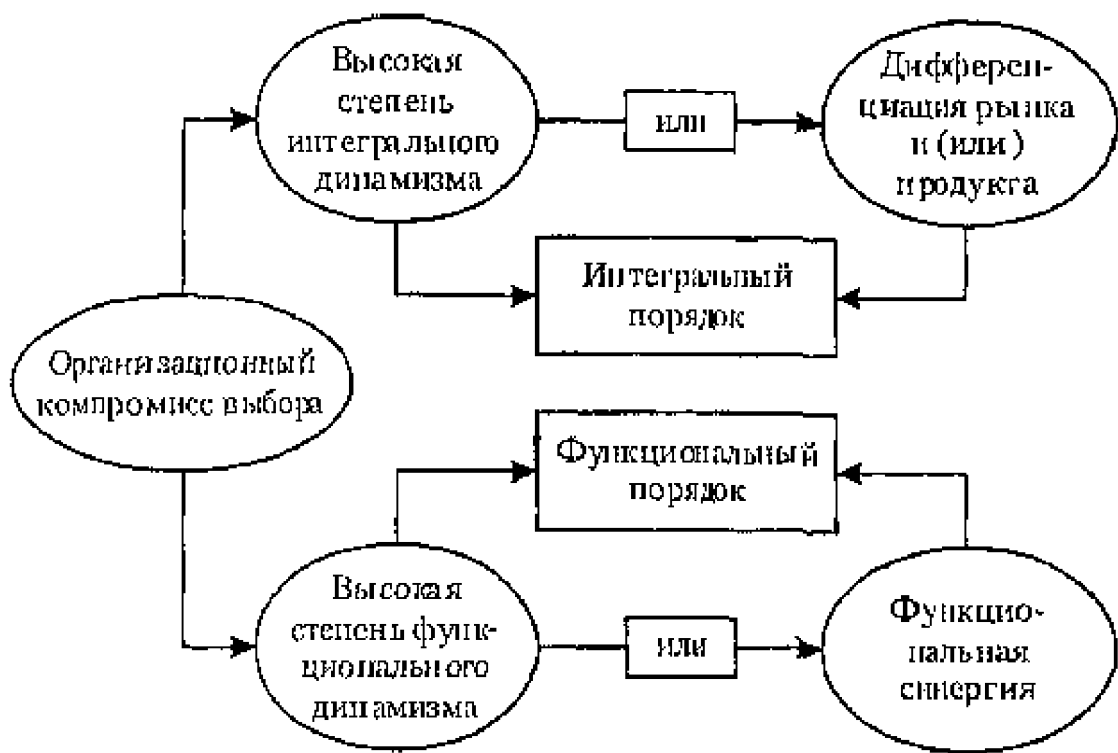 Высокая
степень
интегрального
динамизма
или
Дифферен-
циация рынка
и (или)
продукта
Интегральный
порядок
Организационный
компромисс выбора
Функциональный
порядок
Высокая
степень функ-
ционального
динамизма
или
Функцио-
нальная
синергия